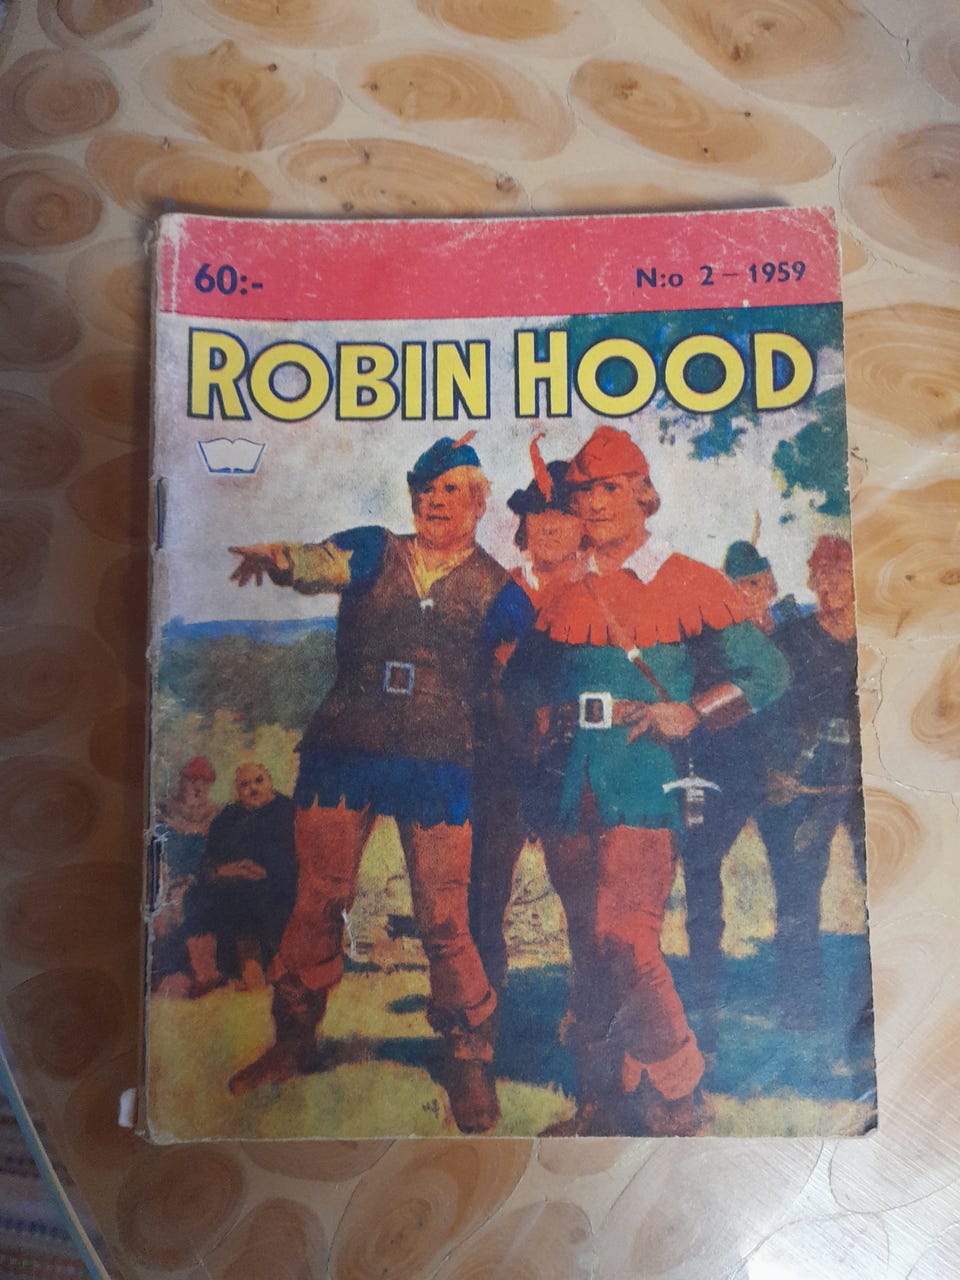 60:-
N:o 2 – 1959
ROBIN HOOD